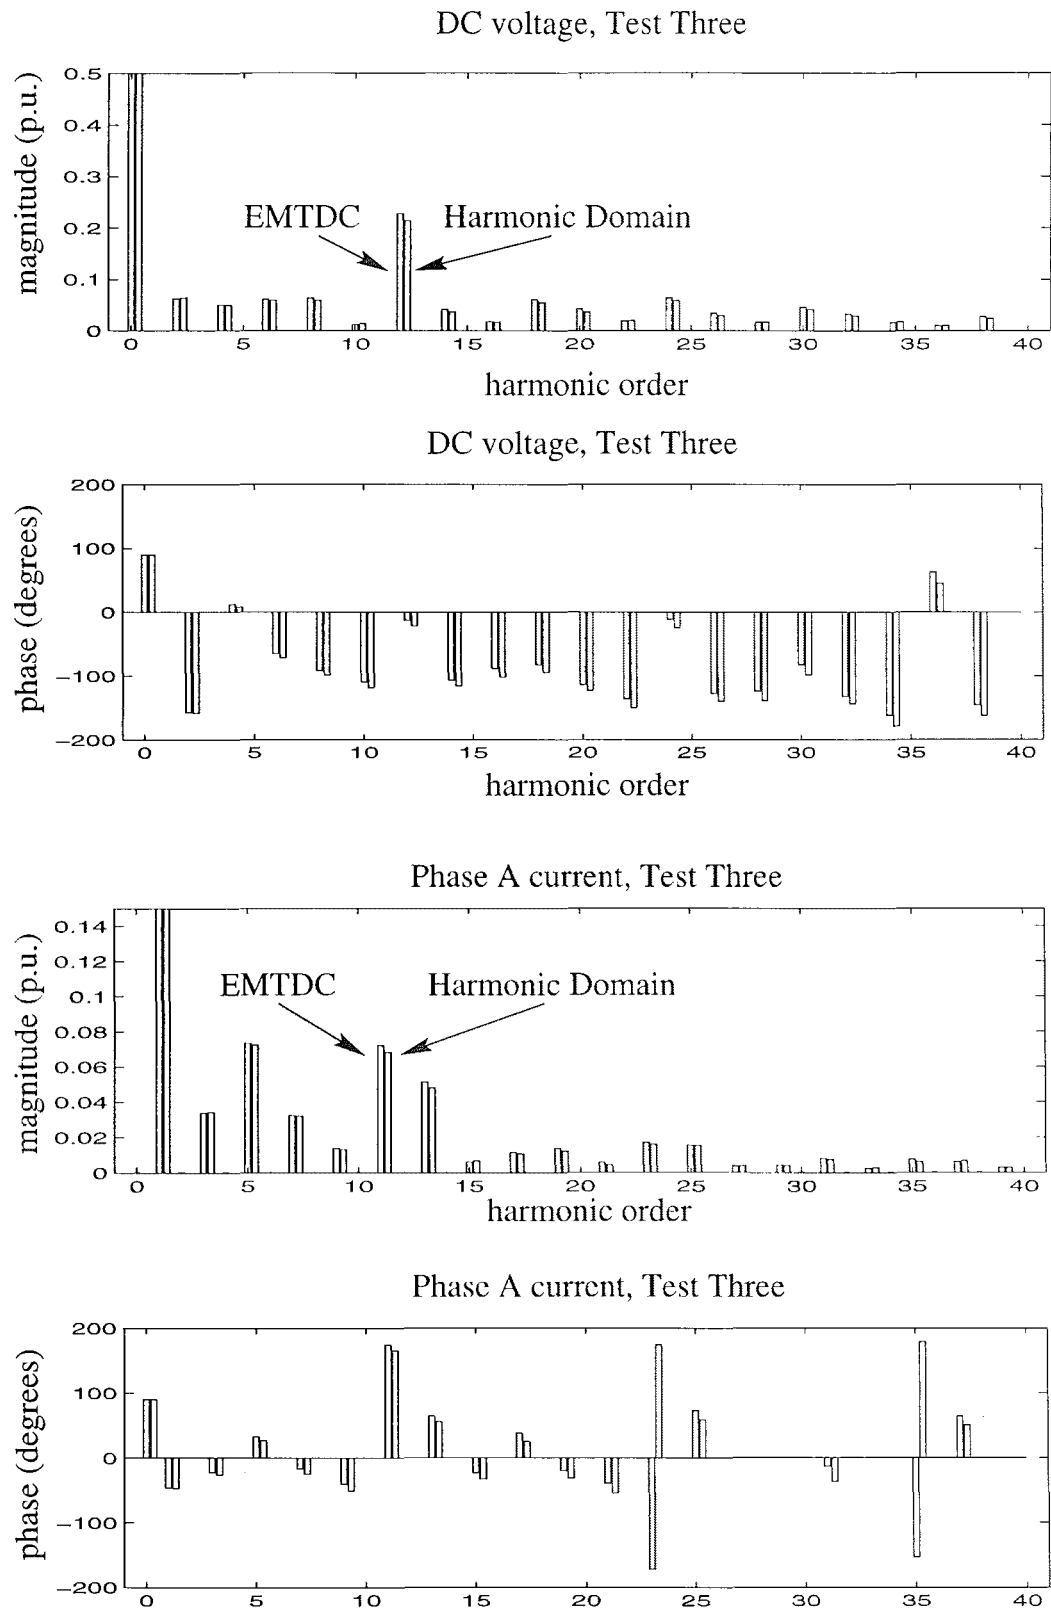 DC voltage, Test Three
magnitude (p.u.)
0.5
0.4
0.3
0.2
0.1
0
EMTDC
Harmonic Domain
0 5 10 15 20 25 30 35 40
harmonic order
DC voltage, Test Three
phase (degrees)
200
100
0
-100
-200
0 5 10 15 20 25 30 35 40
harmonic order
Phase A current, Test Three
magnitude (p.u.)
0.14
0.12
0.1
0.08
0.06
0.04
0.02
0
EMTDC
Harmonic Domain
0 5 10 15 20 25 30 35 40
harmonic order
Phase A current, Test Three
phase (degrees)
200
100
0
-100
-200
0 5 10 15 20 25 30 35 40